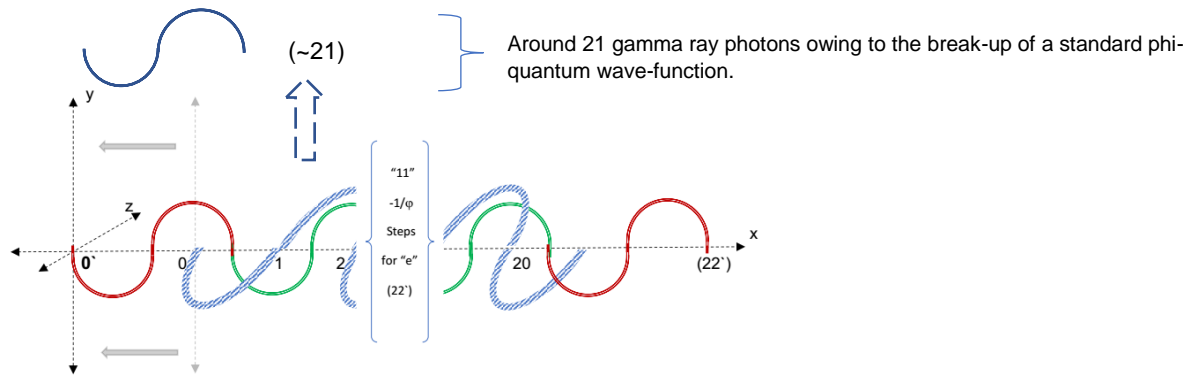 (~21)
Around 21 gamma ray photons owing to the break-up of a standard phi-
quantum wave-function.
y
"11"
-1/φ
Steps
for "e"
(22`)
z
x
0`
0
1
2
20
(22`)